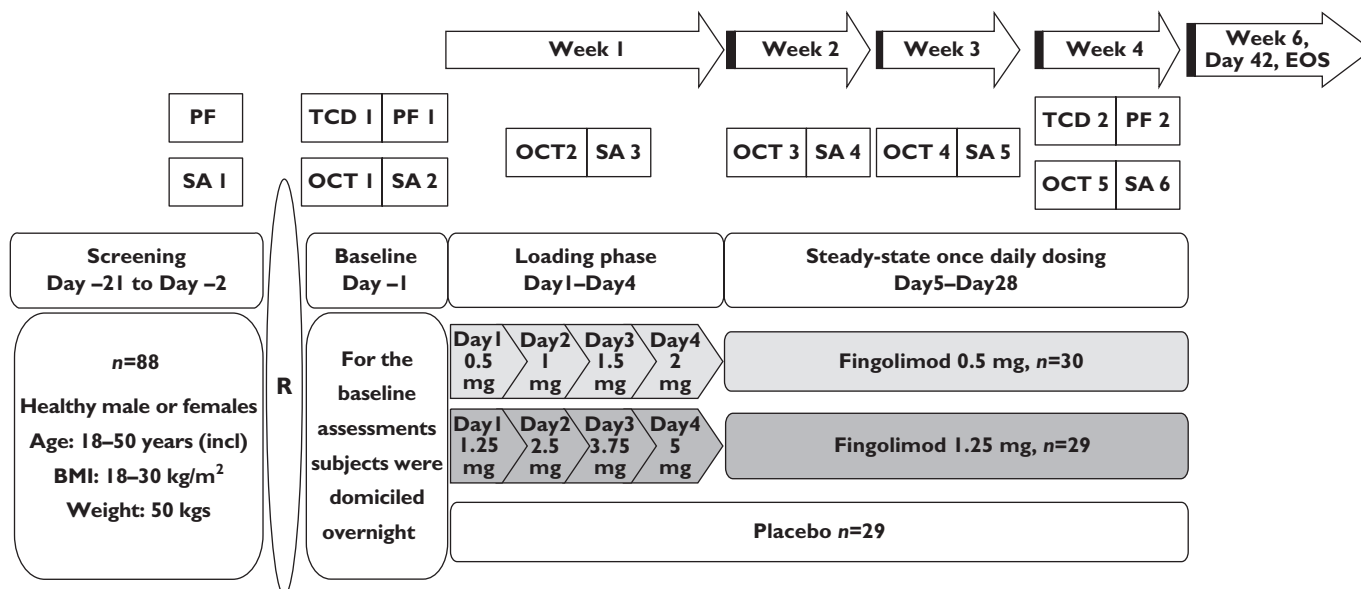 Week 1
Week 2
Week 3
Week 4
Week 6,
Day 42, EOS
PF
SA 1
TCD 1
PF 1
OCT 1
SA 2
OCT2
SA 3
OCT 3
SA 4
OCT 4
SA 5
TCD 2
PF 2
OCT 5
SA 6
Screening
Day –21 to Day –2
R
Baseline
Day –1
Loading phase
Day1–Day4
Steady-state once daily dosing
Day5–Day28
n=88
Healthy male or females
Age: 18–50 years (incl)
BMI: 18–30 kg/m²
Weight: 50 kgs
For the
baseline
assessments
subjects were
domiciled
overnight
Day1
0.5
mg
Day2
1
mg
Day3
1.5
mg
Day4
2
mg
Fingolimod 0.5 mg, n=30
Day1
1.25
mg
Day2
2.5
mg
Day3
3.75
mg
Day4
5
mg
Fingolimod 1.25 mg, n=29
Placebo n=29